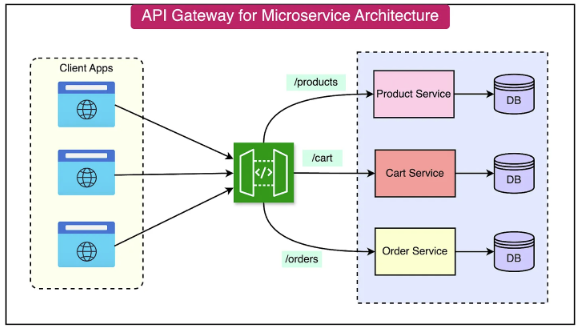 API Gateway for Microservice Architecture
Client Apps
/products
Product Service
DB
</>
/cart
Cart Service
DB
/orders
Order Service
DB